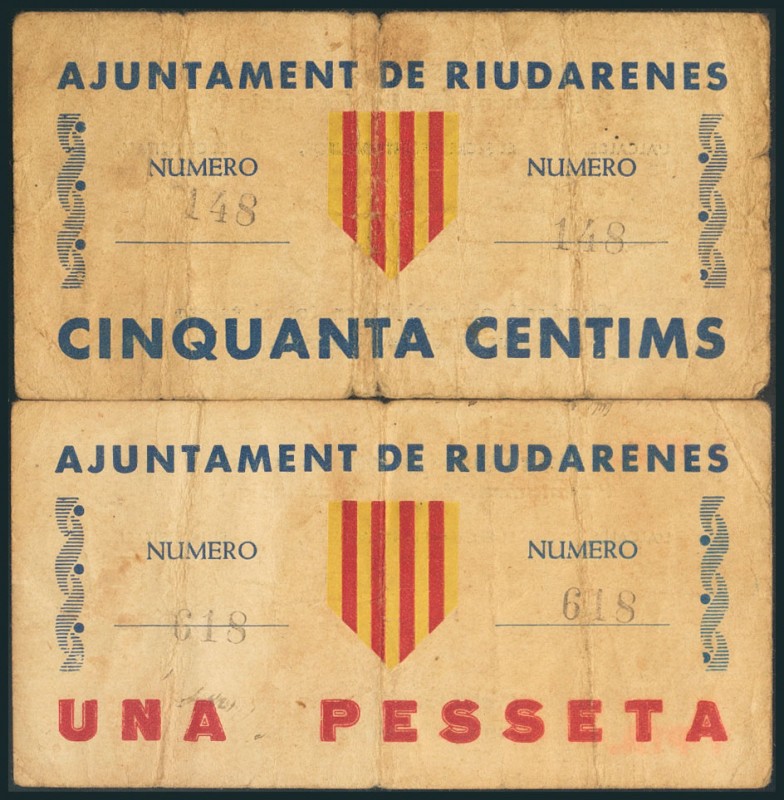 AJUNTAMENT DE RIUDARENES
NUMERO NUMERO
148 148
CINQUANTA CENTIMS
AJUNTAMENT DE RIUDARENES
NUMERO NUMERO
618 618
UNA PESSETA